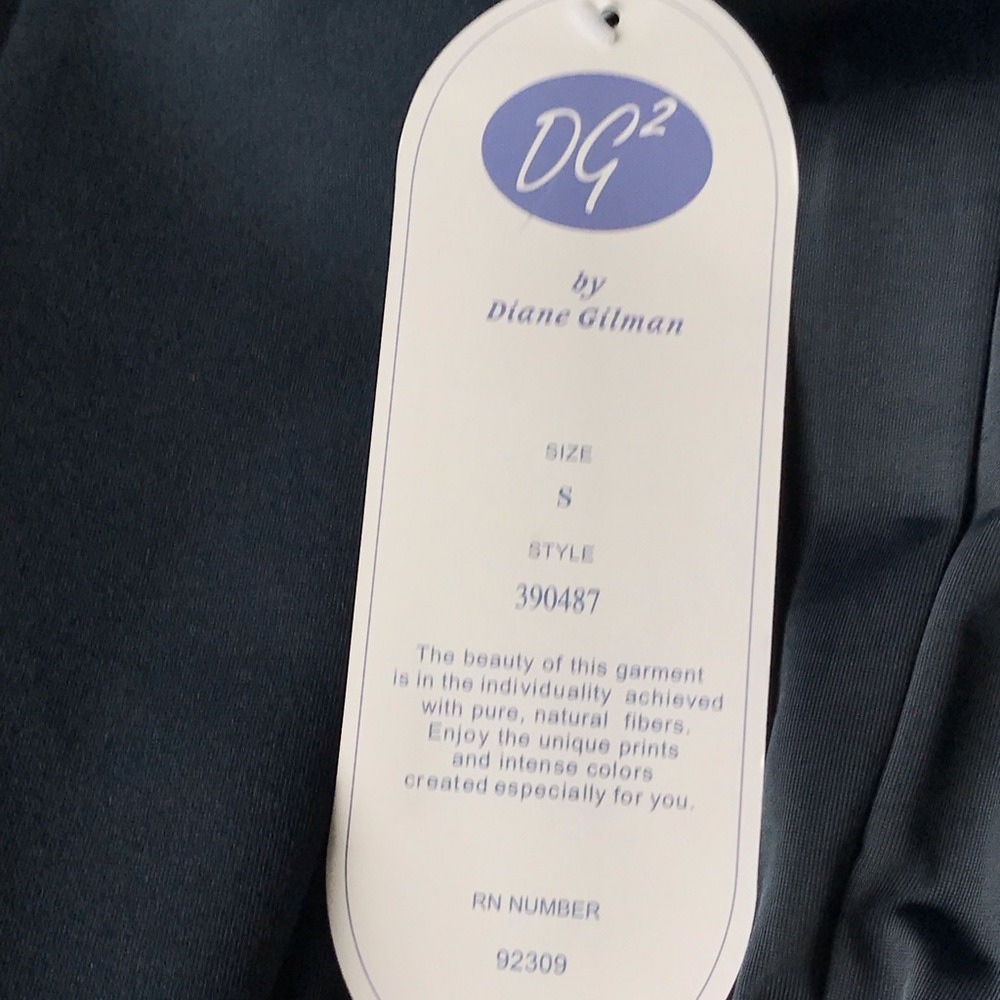 DG²
by
Diane Gilman
SIZE
S
STYLE
390487
The beauty of this garment
is in the individuality achieved
with pure, natural fibers.
Enjoy the unique prints
and intense colors
created especially for you.
RN NUMBER
92309